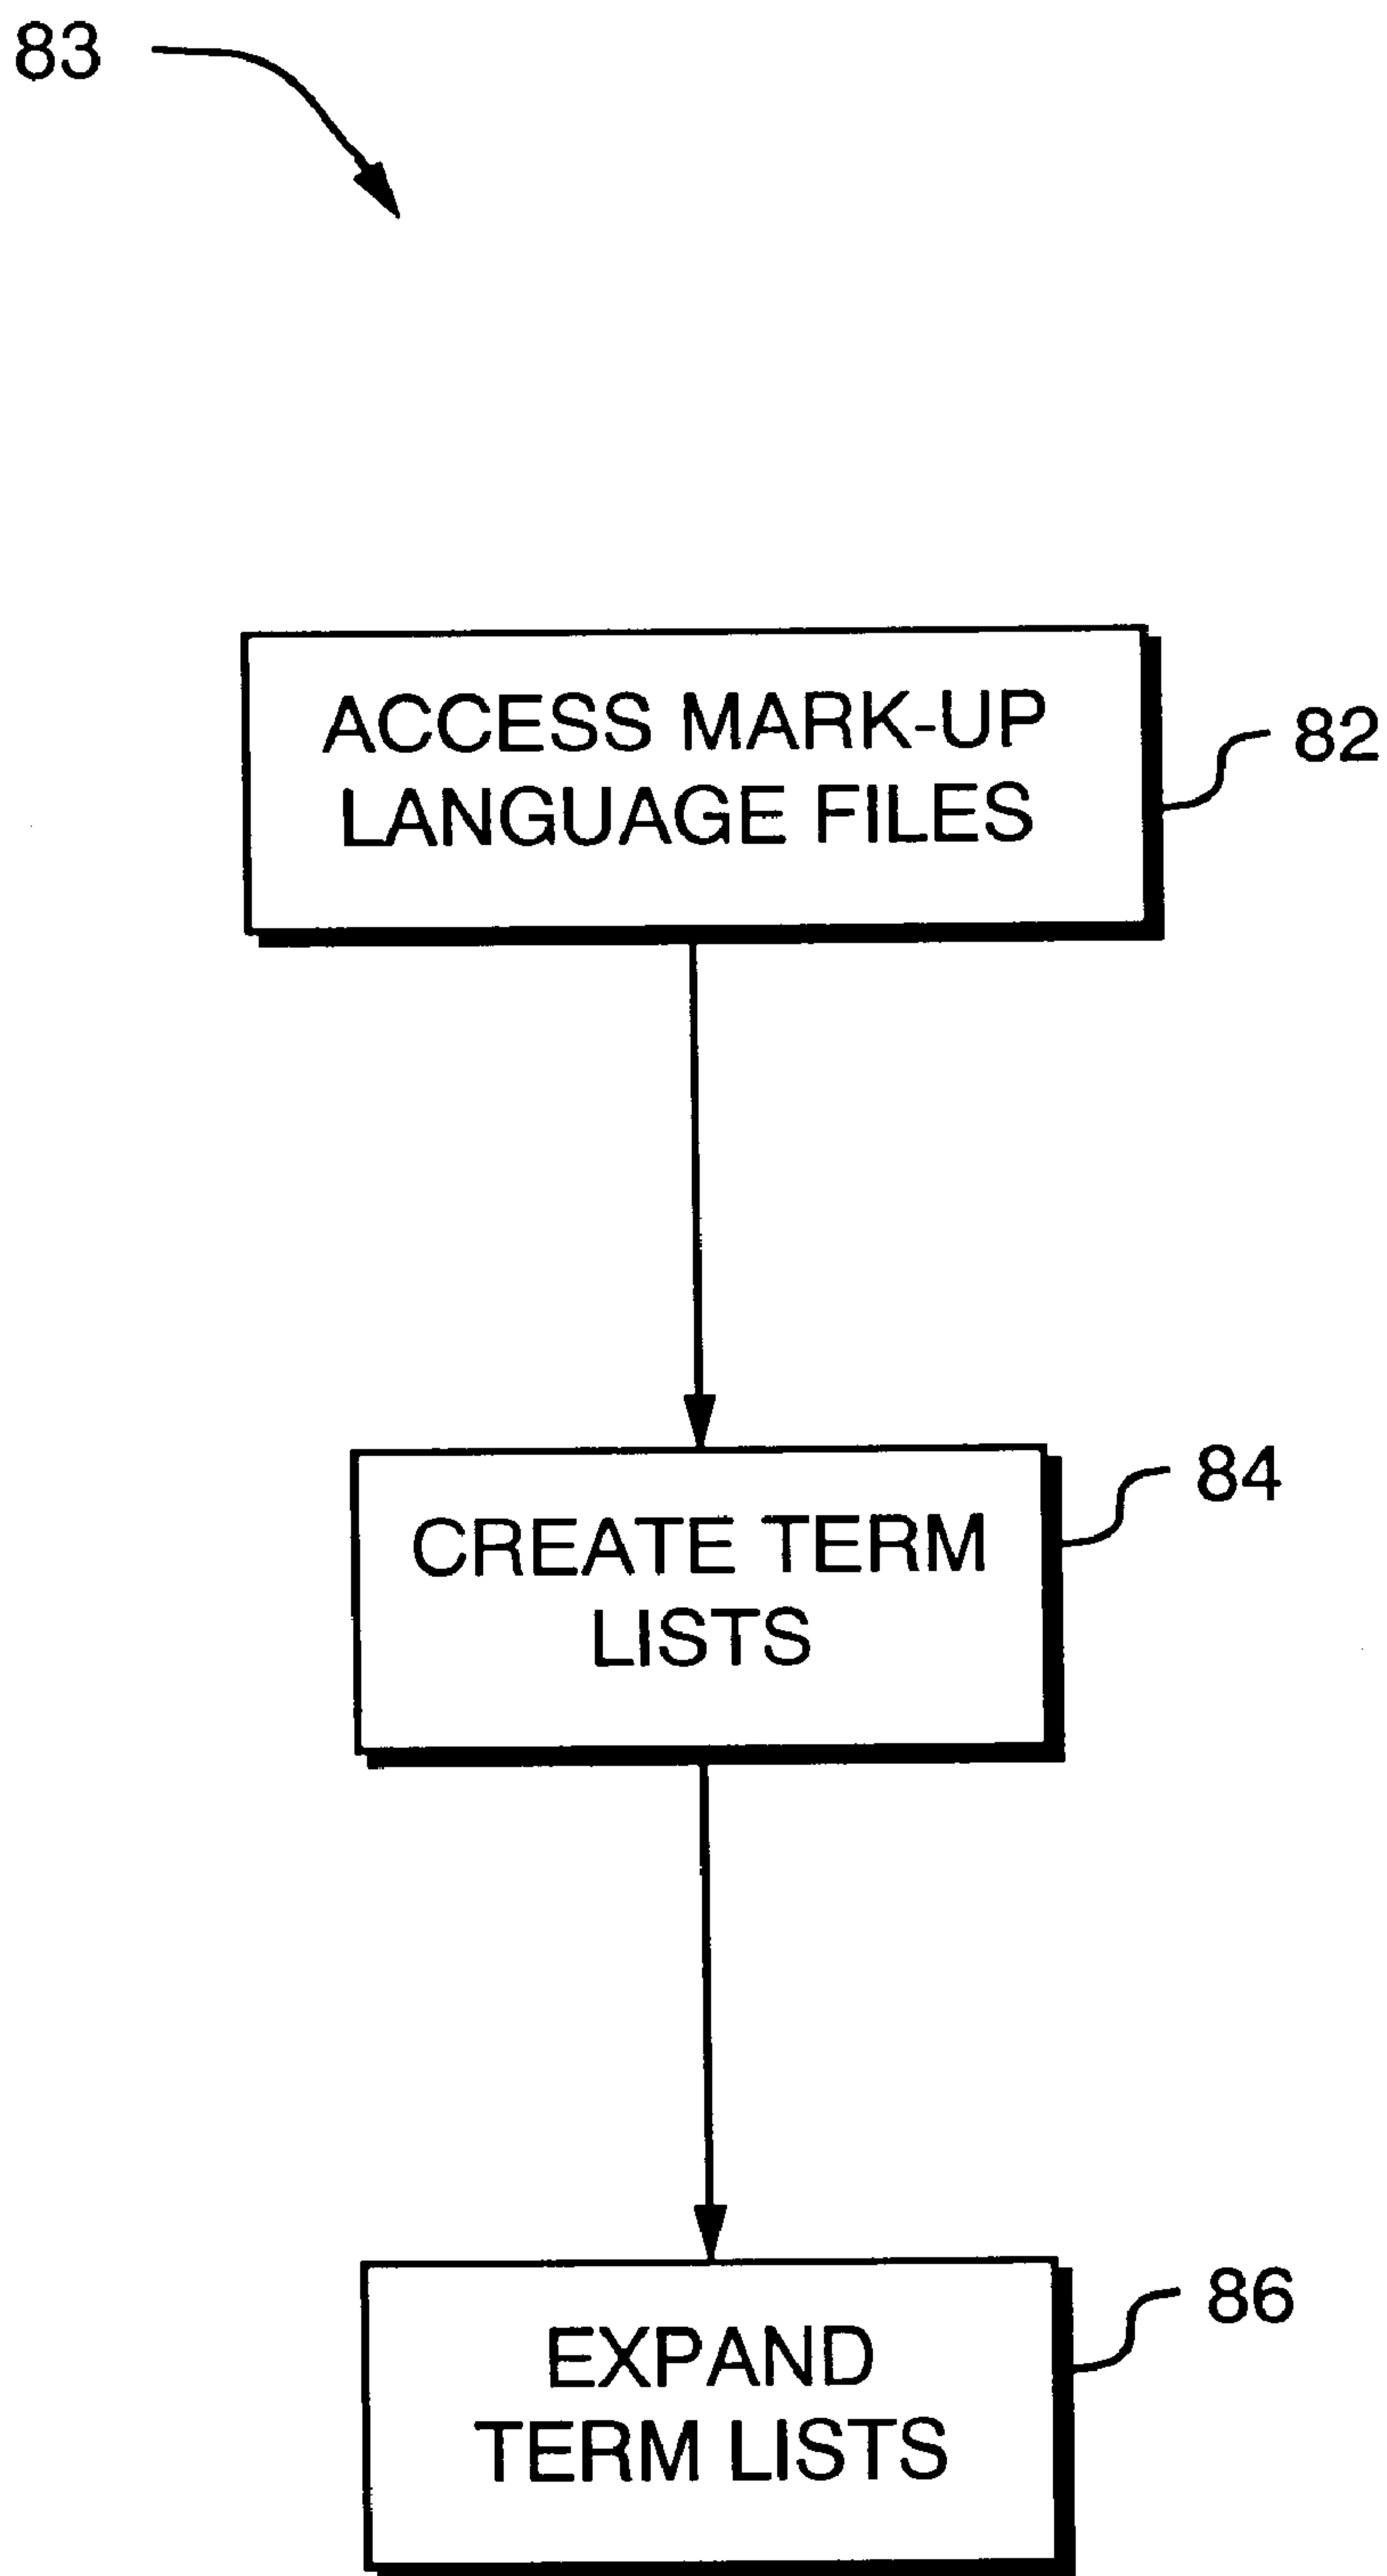 83
ACCESS MARK-UP
LANGUAGE FILES
82
CREATE TERM
LISTS
84
EXPAND
TERM LISTS
86